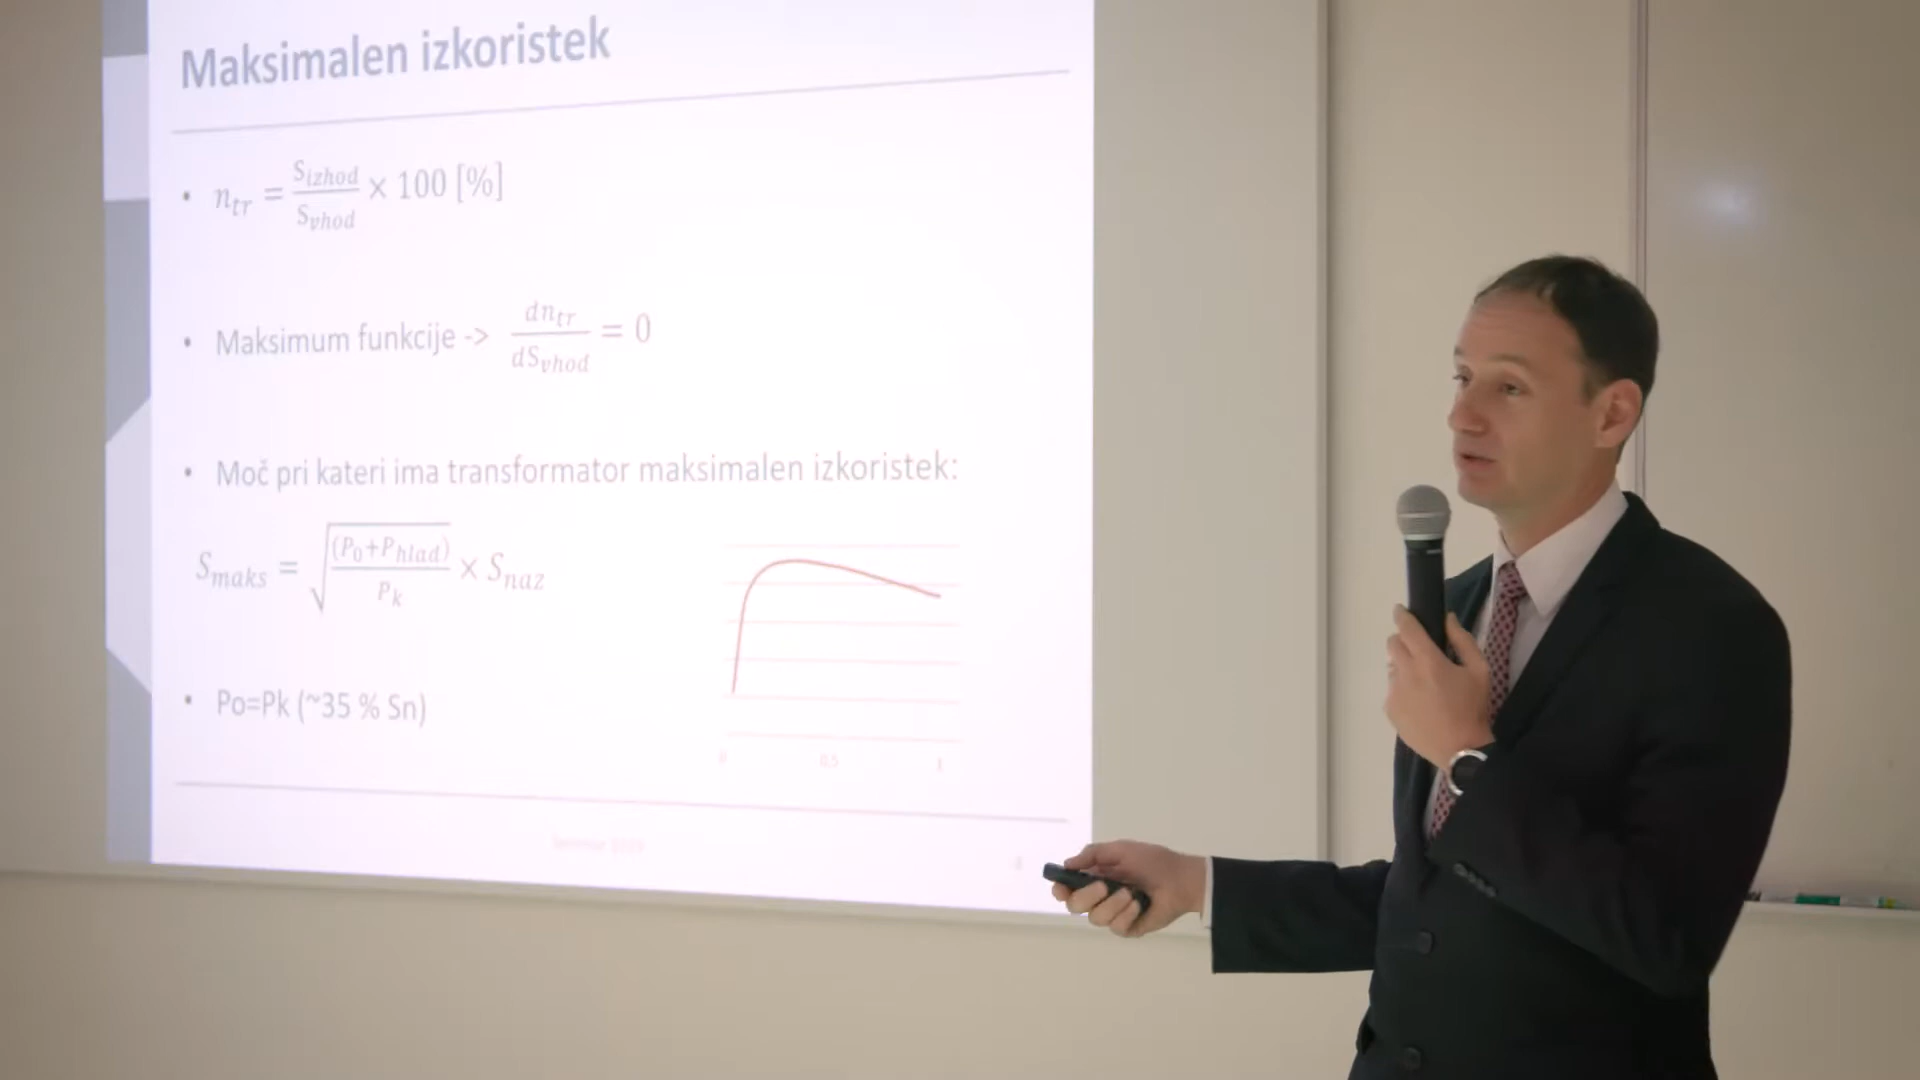 Maksimalen izkoristek
• n_tr = S_izhod / S_vhod × 100 [%]
• Maksimum funkcije -> dn_tr / dS_vhod = 0
• Moč pri kateri ima transformator maksimalen izkoristek:
S_maks = √((P_0+P_hlad) / P_k) × S_naz
• Po=Pk (~35 % Sn)
0 0,5 1